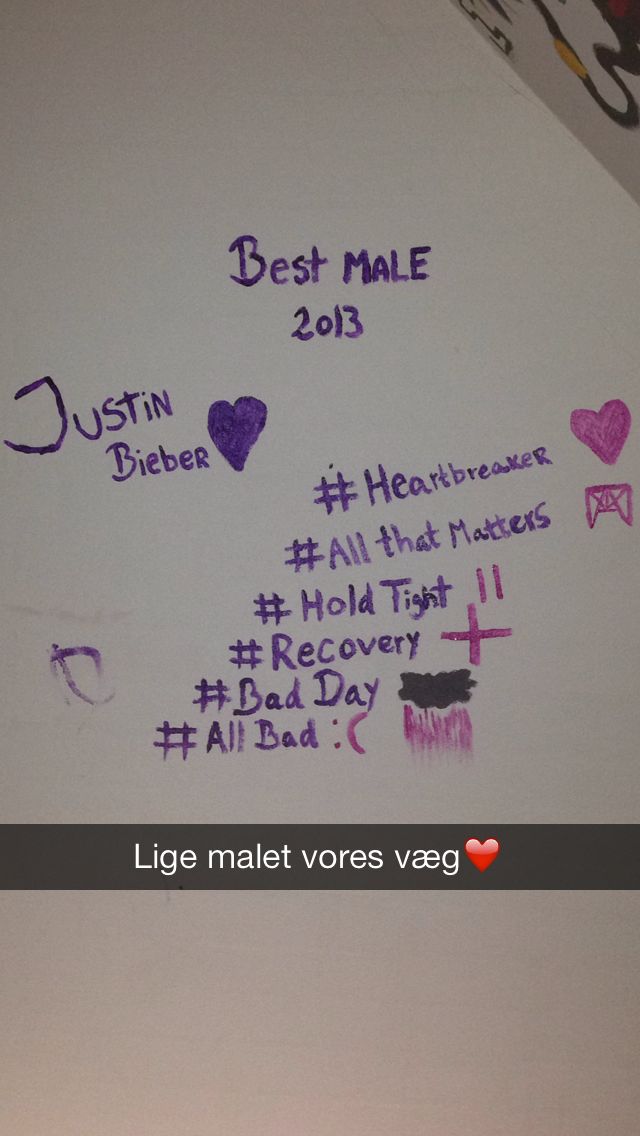 Best MALE
2013
JUSTiN
BiebeR
#Heartbreaker
#All that Matters
#Hold Tight
#Recovery
#Bad Day
#All Bad :(
Lige malet vores væg❤️